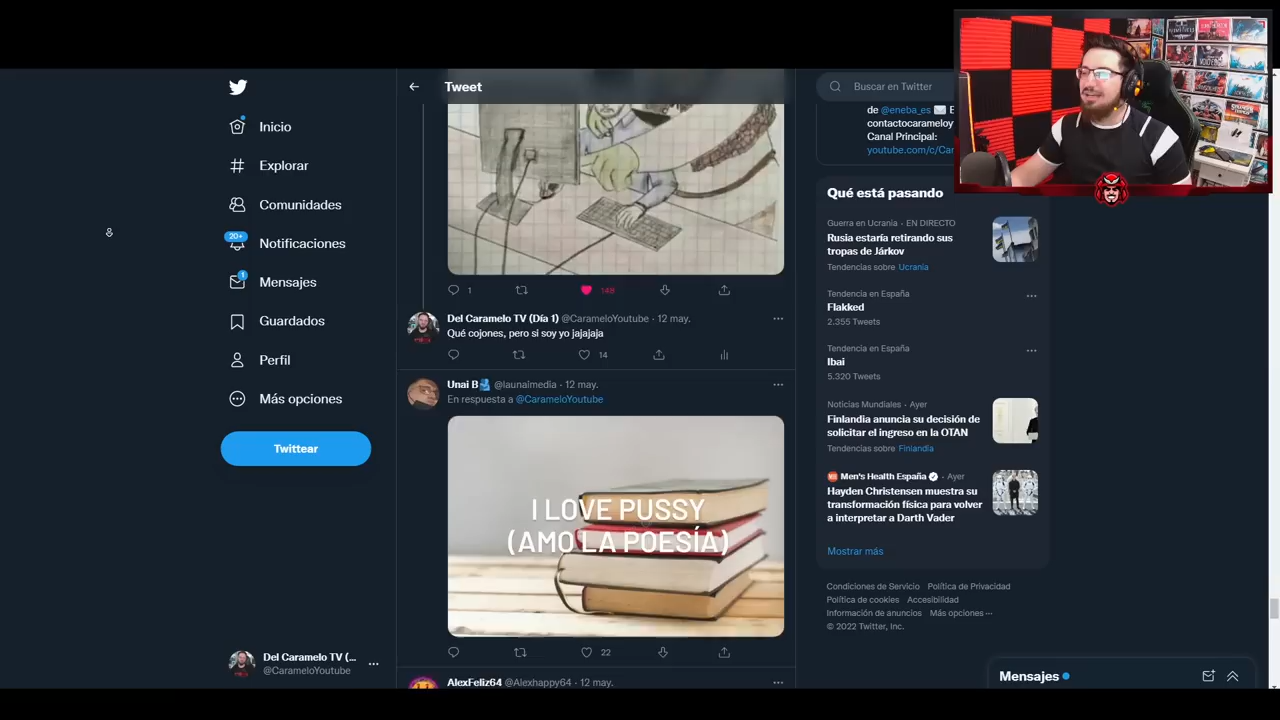 Inicio
Explorar
Comunidades
20+
Notificaciones
1
Mensajes
Guardados
Perfil
Más opciones
Twittear
Del Caramelo TV (...
@CarameloYoutube
Tweet
1
149
Del Caramelo TV (Día 1) @CarameloYoutube · 12 may.
Qué cojones, pero si soy yo jajajaja
14
Unai B @launaimedia · 12 may.
En respuesta a @CarameloYoutube
I LOVE PUSSY
(AMO LA POESÍA)
22
AlexFeliz64 @Alexhappy64 · 12 may.
Buscar en Twitter
de @eneba_es
contactocarameloy
Canal Principal:
youtube.com/c/Car
Qué está pasando
Guerra en Ucrania · EN DIRECTO
Rusia estaría retirando sus
tropas de Járkov
Tendencias sobre Ucrania
Tendencia en España
Flakked
2.355 Tweets
Tendencia en España
Ibai
5.320 Tweets
Noticias Mundiales · Ayer
Finlandia anuncia su decisión de
solicitar el ingreso en la OTAN
Tendencias sobre Finlandia
Men's Health España · Ayer
Hayden Christensen muestra su
transformación física para volver
a interpretar a Darth Vader
Mostrar más
Condiciones de Servicio Política de Privacidad
Política de cookies Accesibilidad
Información de anuncios Más opciones ···
© 2022 Twitter, Inc.
Mensajes